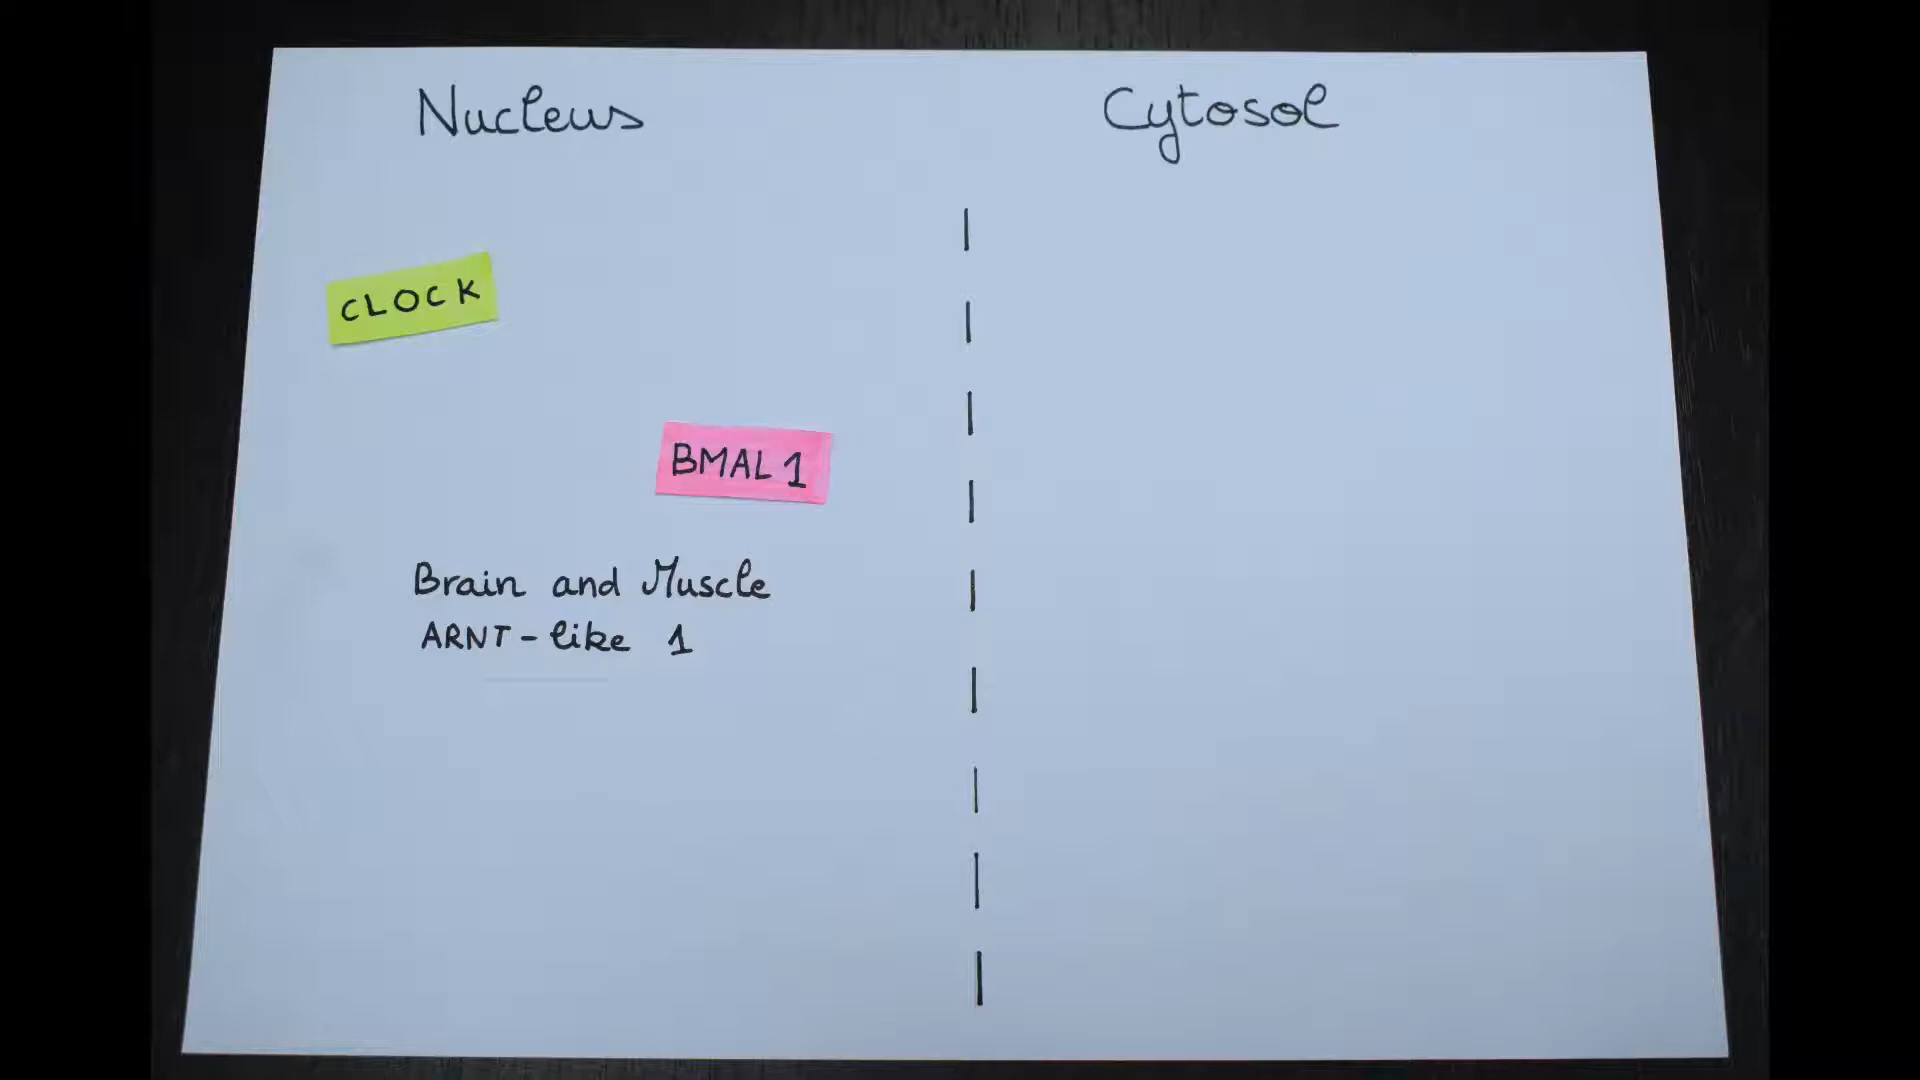 Nucleus
Cytosol
CLOCK
BMAL 1
Brain and Muscle
ARNT-like 1